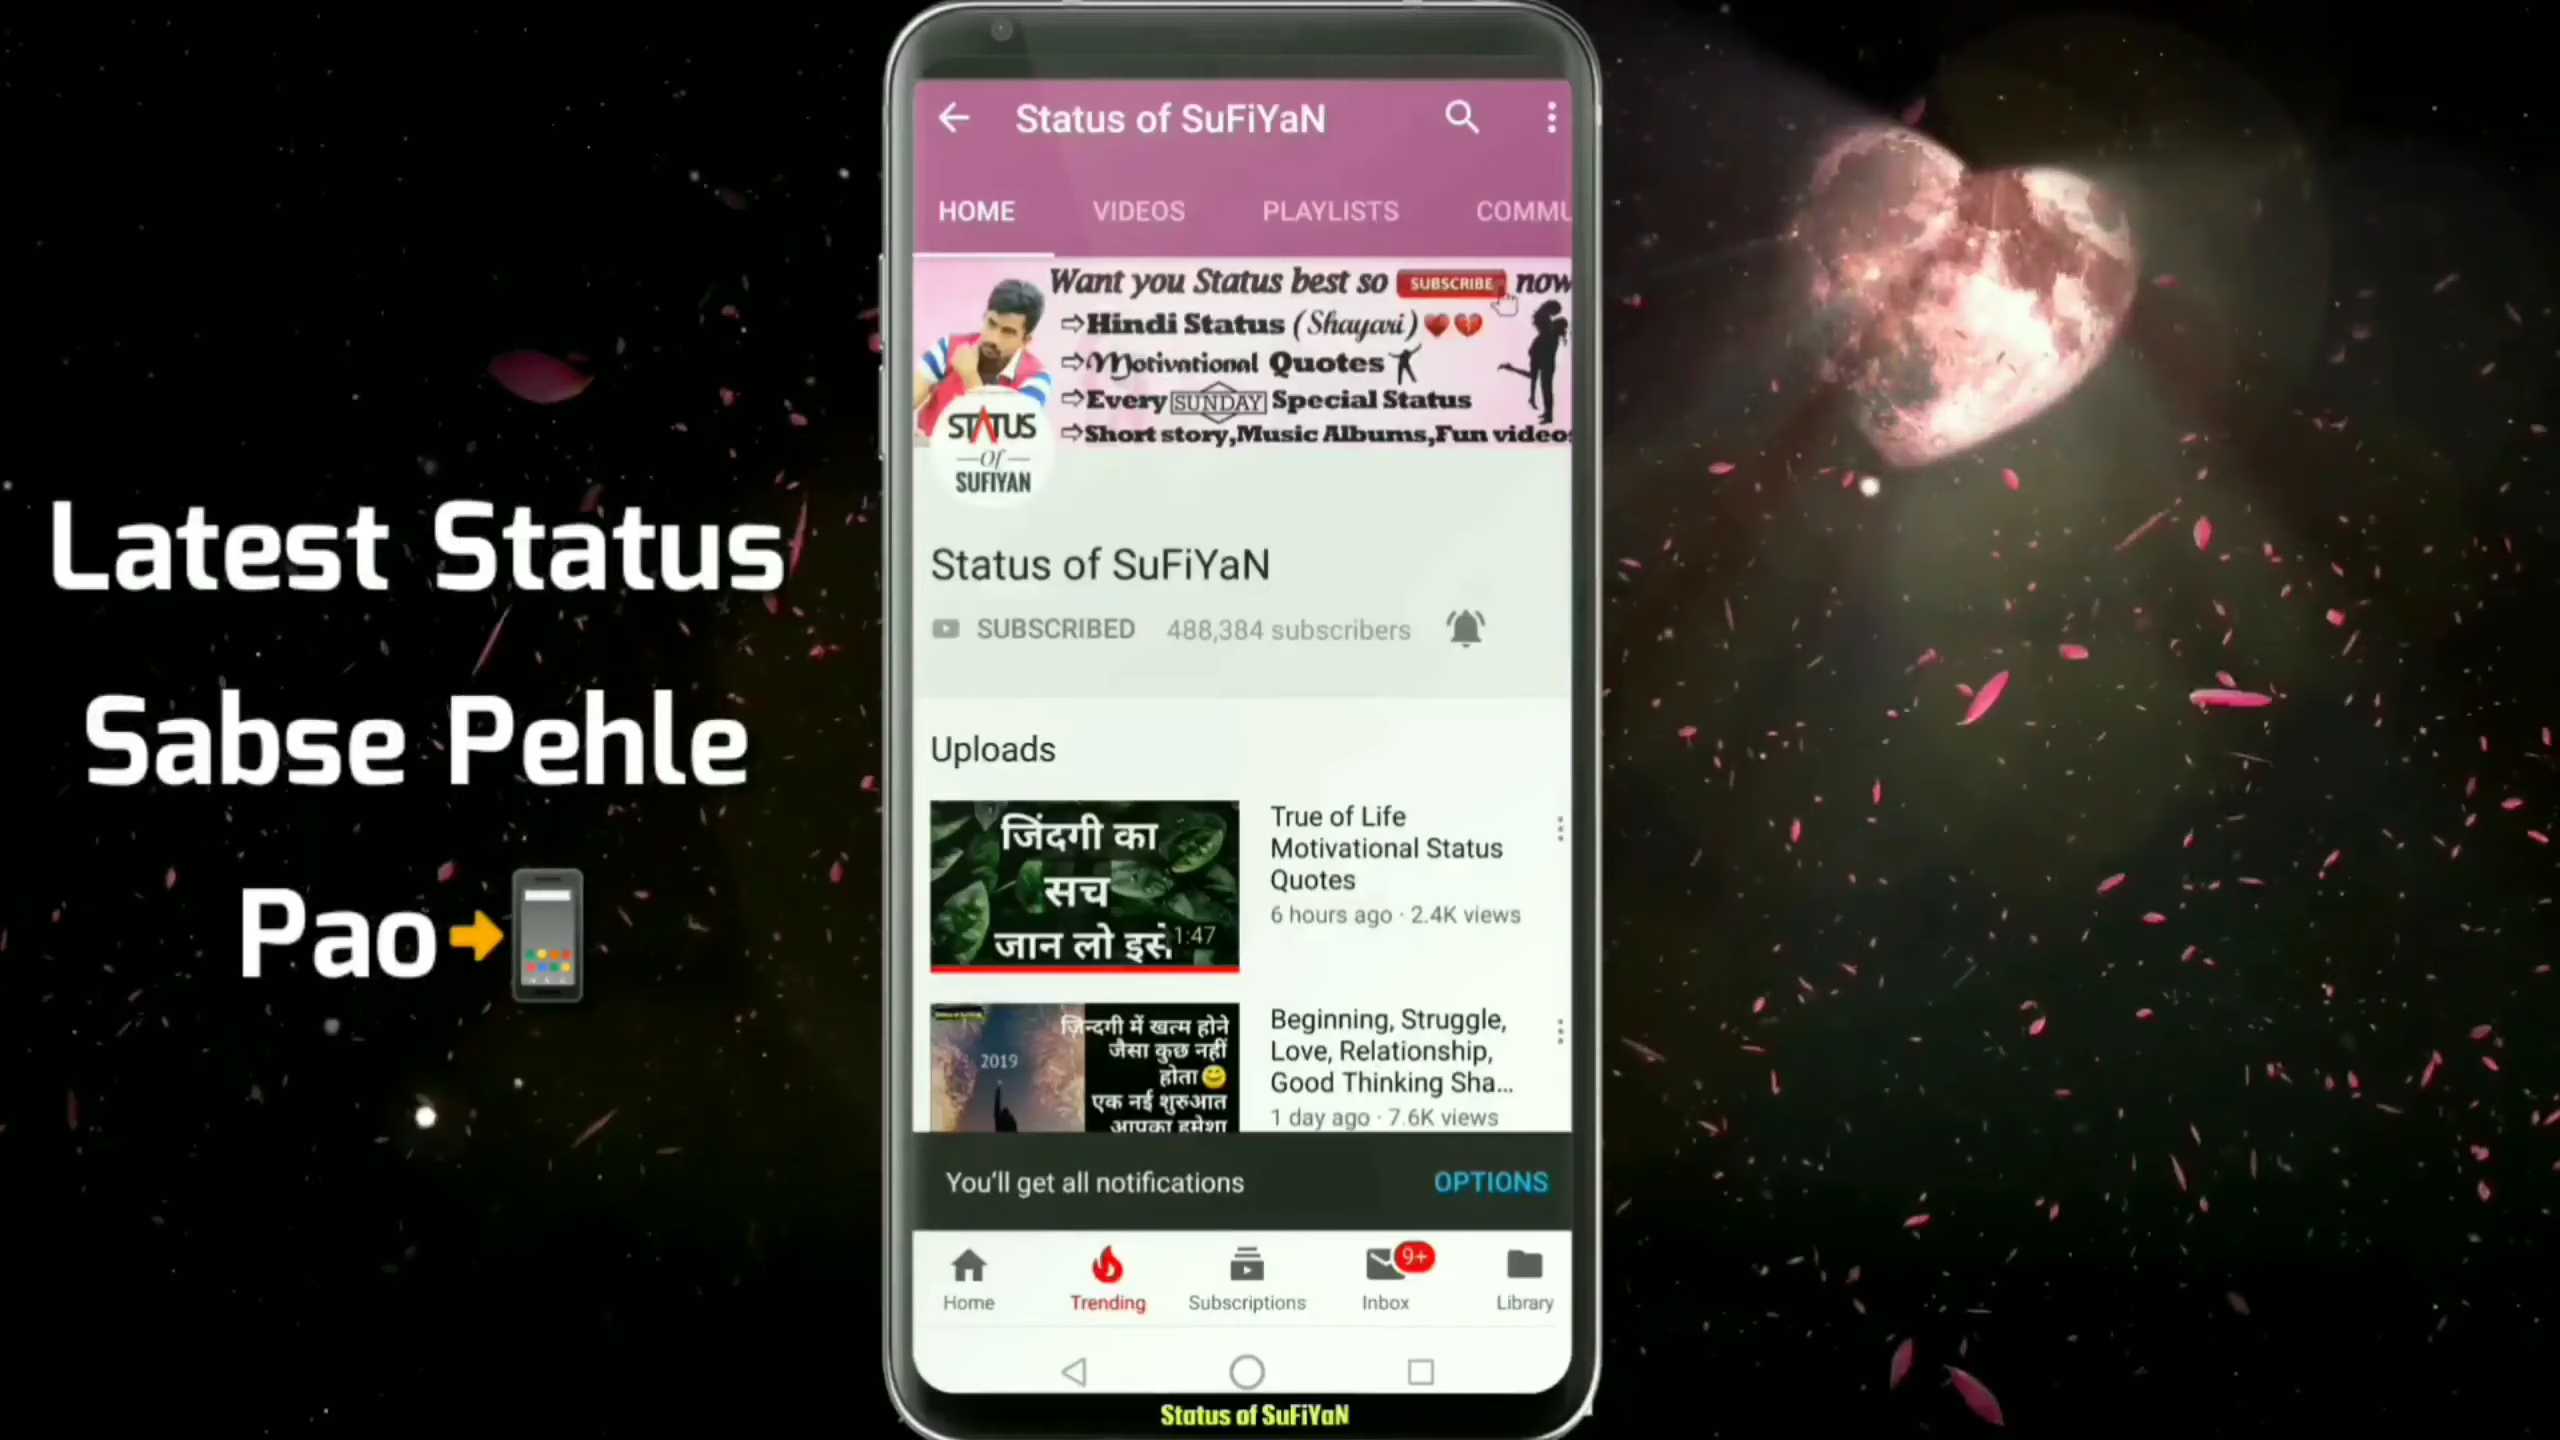 Latest Status
Sabse Pehle
Pao
Status of SuFiYaN
HOME VIDEOS PLAYLISTS COMMU
Want you Status best so SUBSCRIBE now
⇨Hindi Status (Shayari)
⇨Motivational Quotes
⇨Every SUNDAY Special Status
⇨Short story,Music Albums,Fun video
STATUS
Of
SUFIYAN
Status of SuFiYaN
SUBSCRIBED 488,384 subscribers
Uploads
जिंदगी का
सच
जान लो इसे
1:47
True of Life
Motivational Status
Quotes
6 hours ago · 2.4K views
2019
ज़िन्दगी में खत्म होने
जैसा कुछ नहीं
होता
एक नई शुरुआत
आपका हमेशा
Beginning, Struggle,
Love, Relationship,
Good Thinking Sha...
1 day ago · 7.6K views
You'll get all notifications OPTIONS
9+
Home Trending Subscriptions Inbox Library
Status of SuFiYaN